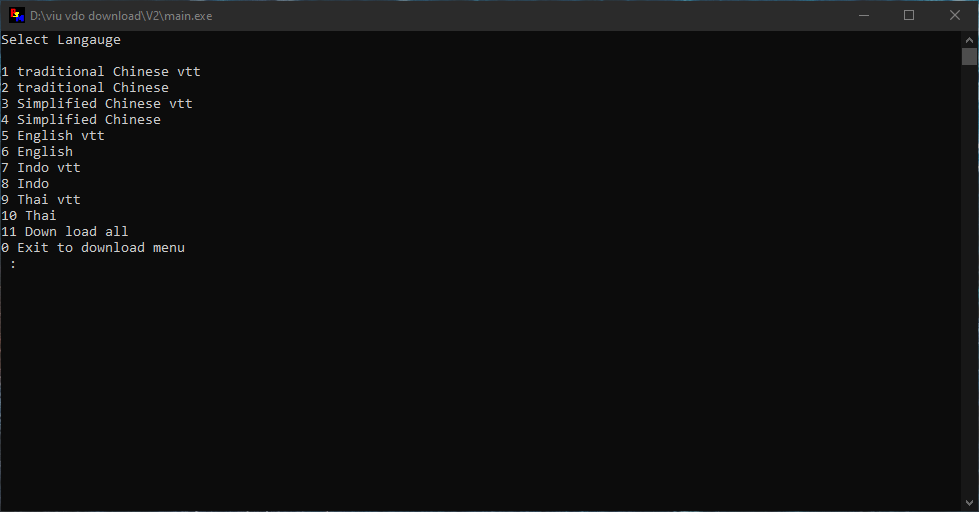 D:\viu vdo download\V2\main.exe
Select Langauge
1 traditional Chinese vtt
2 traditional Chinese
3 Simplified Chinese vtt
4 Simplified Chinese
5 English vtt
6 English
7 Indo vtt
8 Indo
9 Thai vtt
10 Thai
11 Down load all
0 Exit to download menu
: